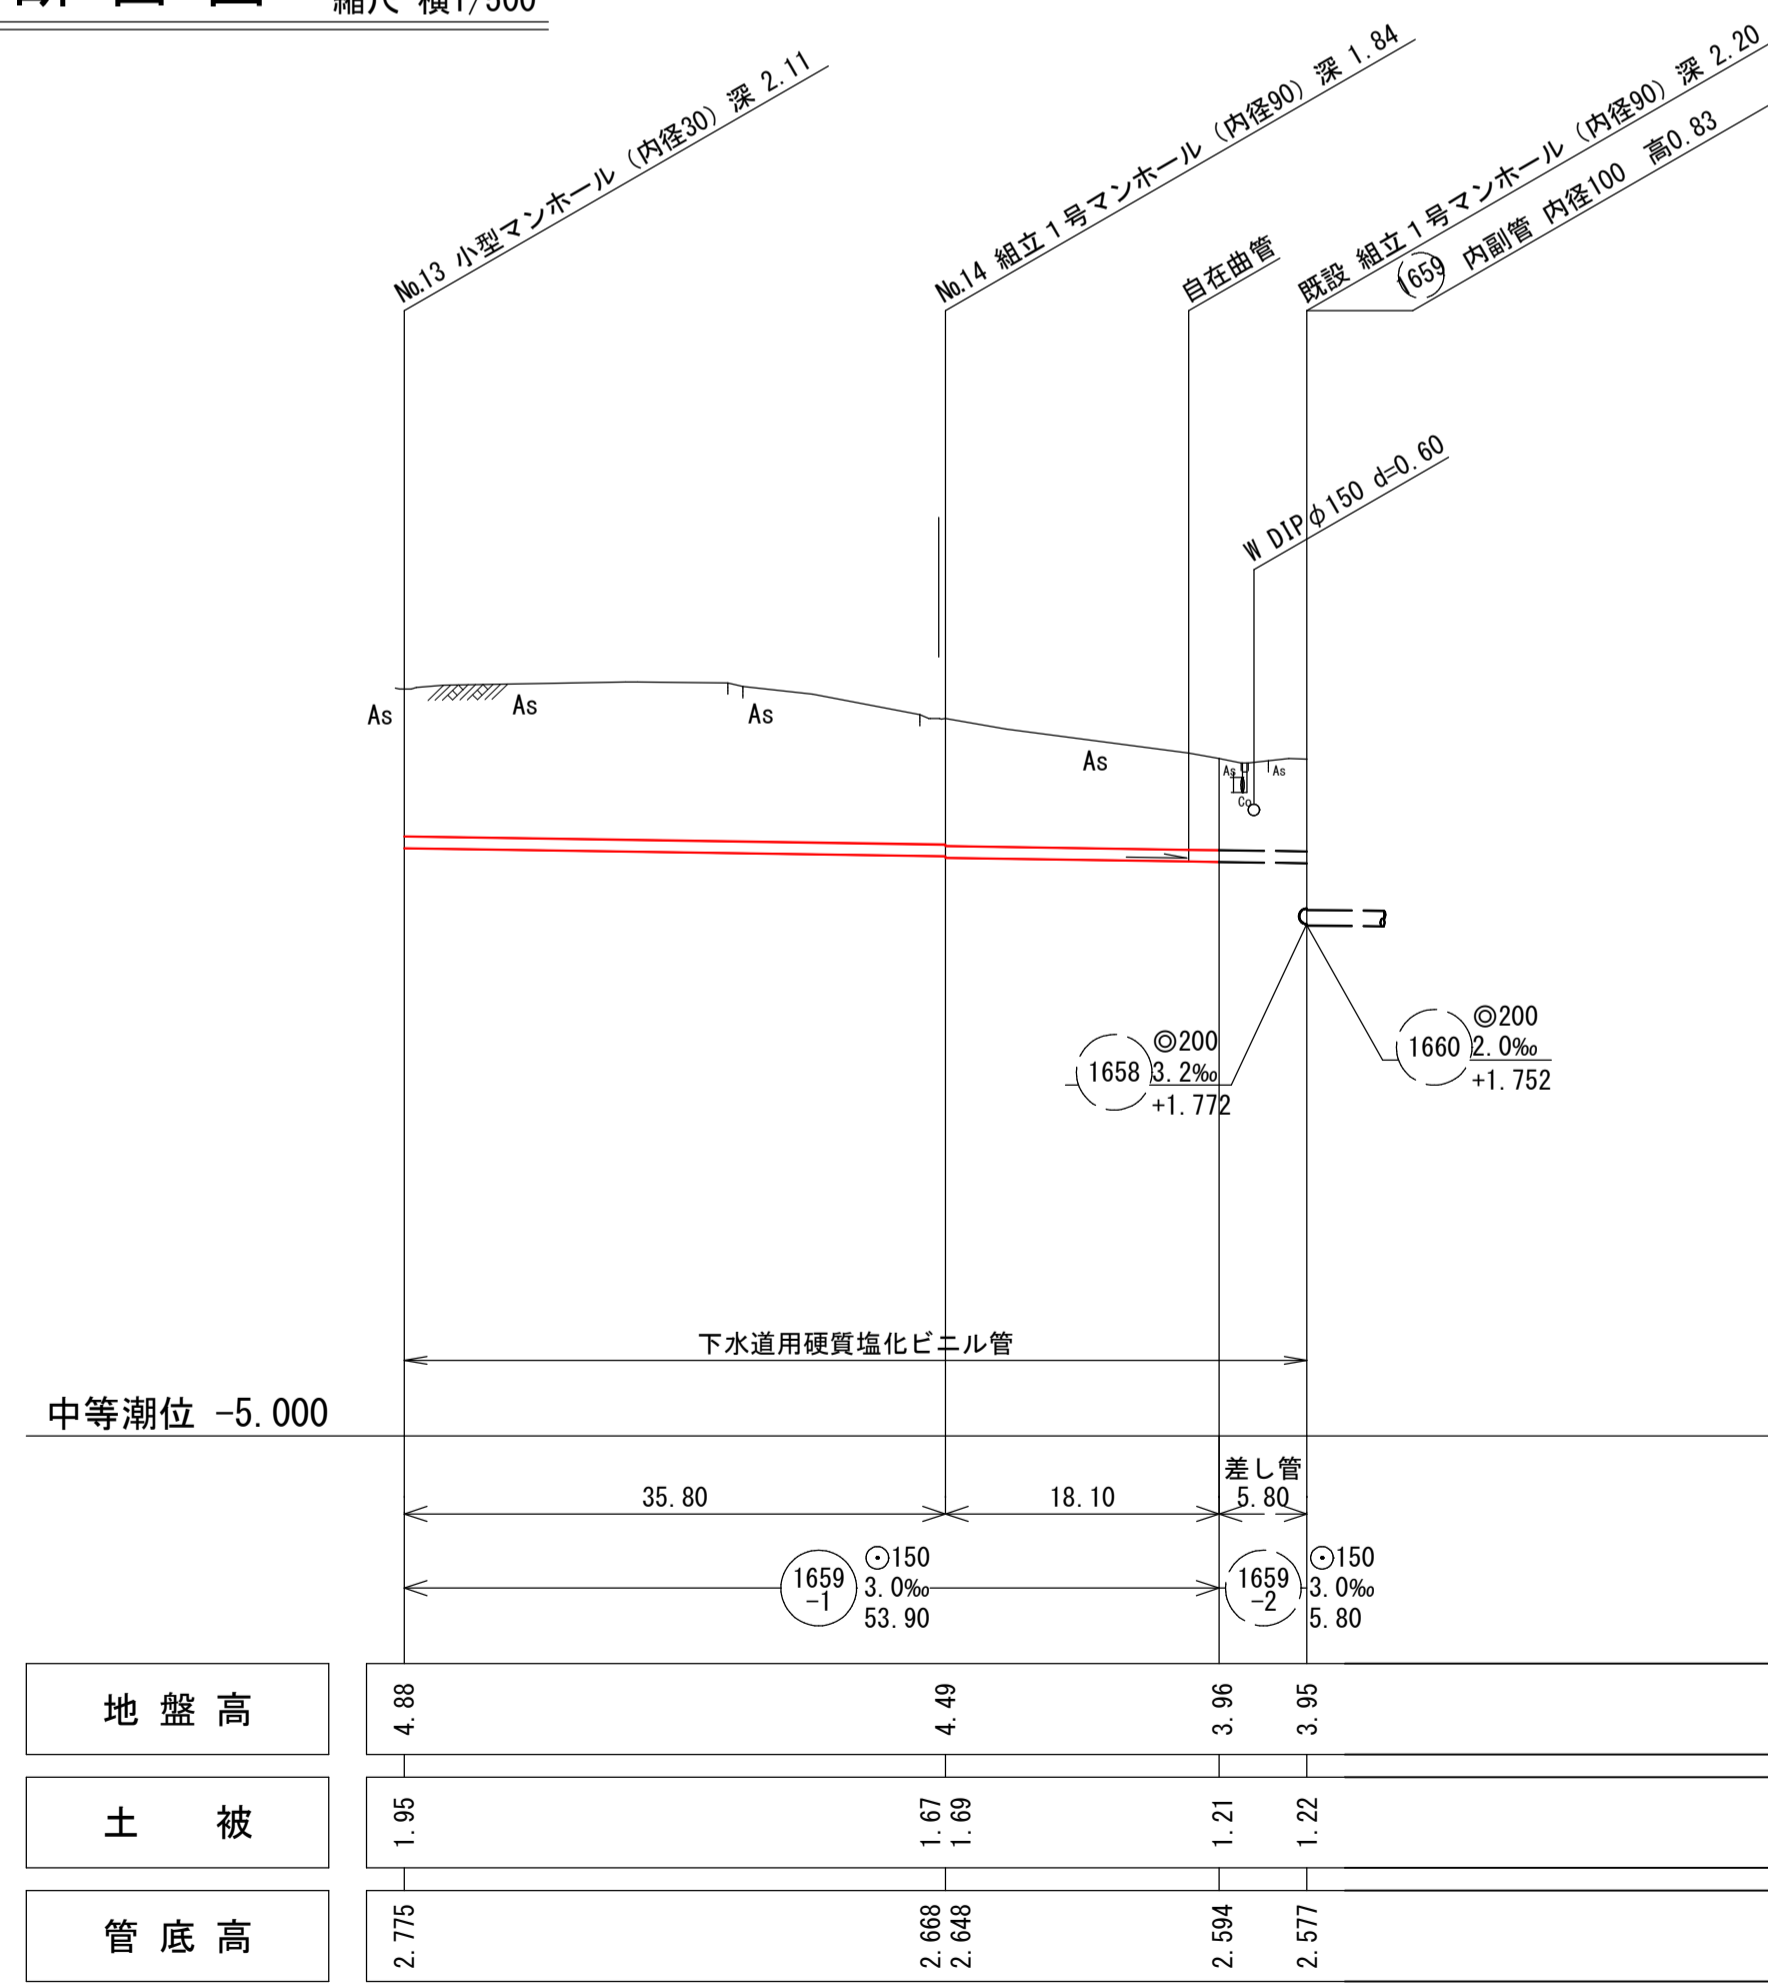 断面図 縮尺 横1/500
No.13 小型マンホール (内径30) 深 2.11
No.14 組立１号マンホール (内径90) 深 1.84
自在曲管
既設 組立１号マンホール (内径90) 深 2.20
1659 内副管 内径100 高0.83
W DIPφ150 d=0.60
As
As
As
As
As
As
Co
◎200
1658 3.2‰
+1.772
◎200
1660 2.0‰
+1.752
下水道用硬質塩化ビニル管
中等潮位 -5.000
差し管
35.80 18.10 5.80
1659 -1
⊙150
3.0‰
53.90
1659 -2
⊙150
3.0‰
5.80
地盤高 4.88 4.49 3.96 3.95
土被 1.95 1.67 1.69 1.21 1.22
管底高 2.775 2.668 2.648 2.594 2.577